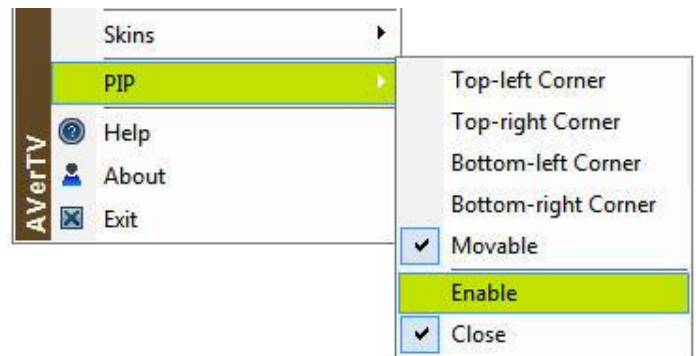 Skins
PIP
Help
About
Exit
AVerTV
Top-left Corner
Top-right Corner
Bottom-left Corner
Bottom-right Corner
Movable
Enable
Close